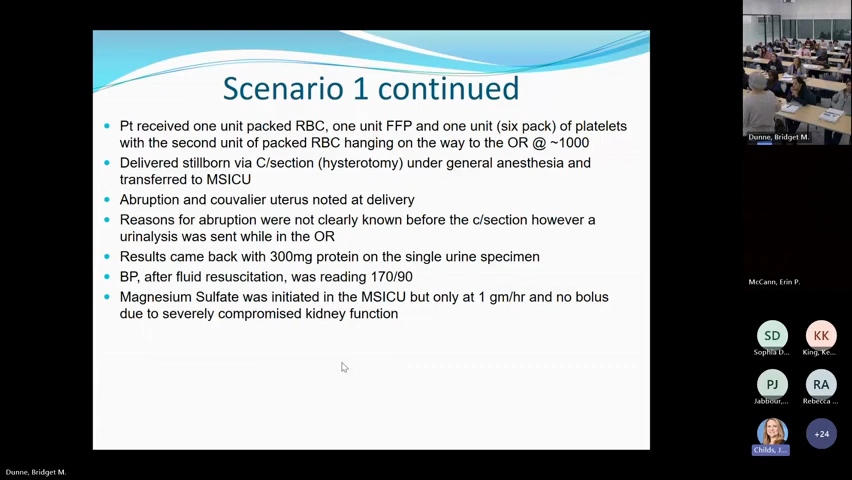 Scenario 1 continued
Pt received one unit packed RBC, one unit FFP and one unit (six pack) of platelets
with the second unit of packed RBC hanging on the way to the OR @ ~1000
Delivered stillborn via C/section (hysterotomy) under general anesthesia and
transferred to MSICU
Abruption and couvalier uterus noted at delivery
Reasons for abruption were not clearly known before the c/section however a
urinalysis was sent while in the OR
Results came back with 300mg protein on the single urine specimen
BP, after fluid resuscitation, was reading 170/90
Magnesium Sulfate was initiated in the MSICU but only at 1 gm/hr and no bolus
due to severely compromised kidney function
Dunne, Bridget M.
McCann, Erin P.
SD
KK
Sophia D...
King, Ke...
PJ
RA
Jabbour,...
Rebecca ...
+24
Childs, J...
Dunne, Bridget M.